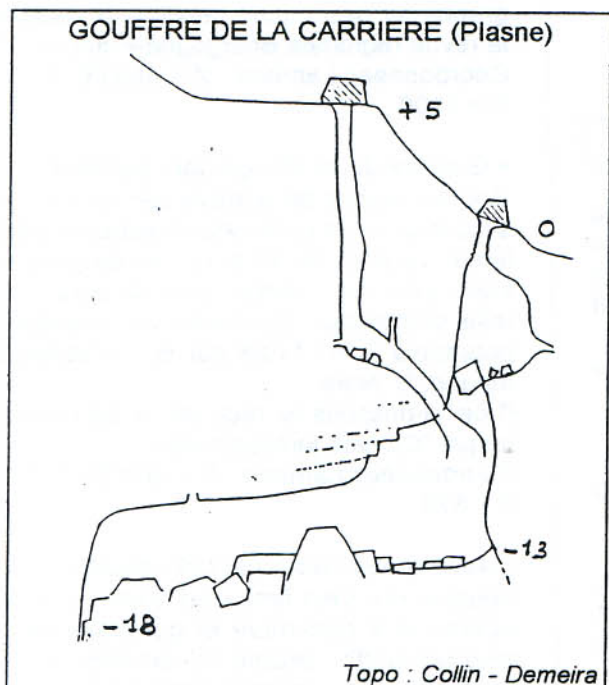 GOUFFRE DE LA CARRIERE (Plasne)
+5
0
-13
-18
Topo : Collin - Demeira